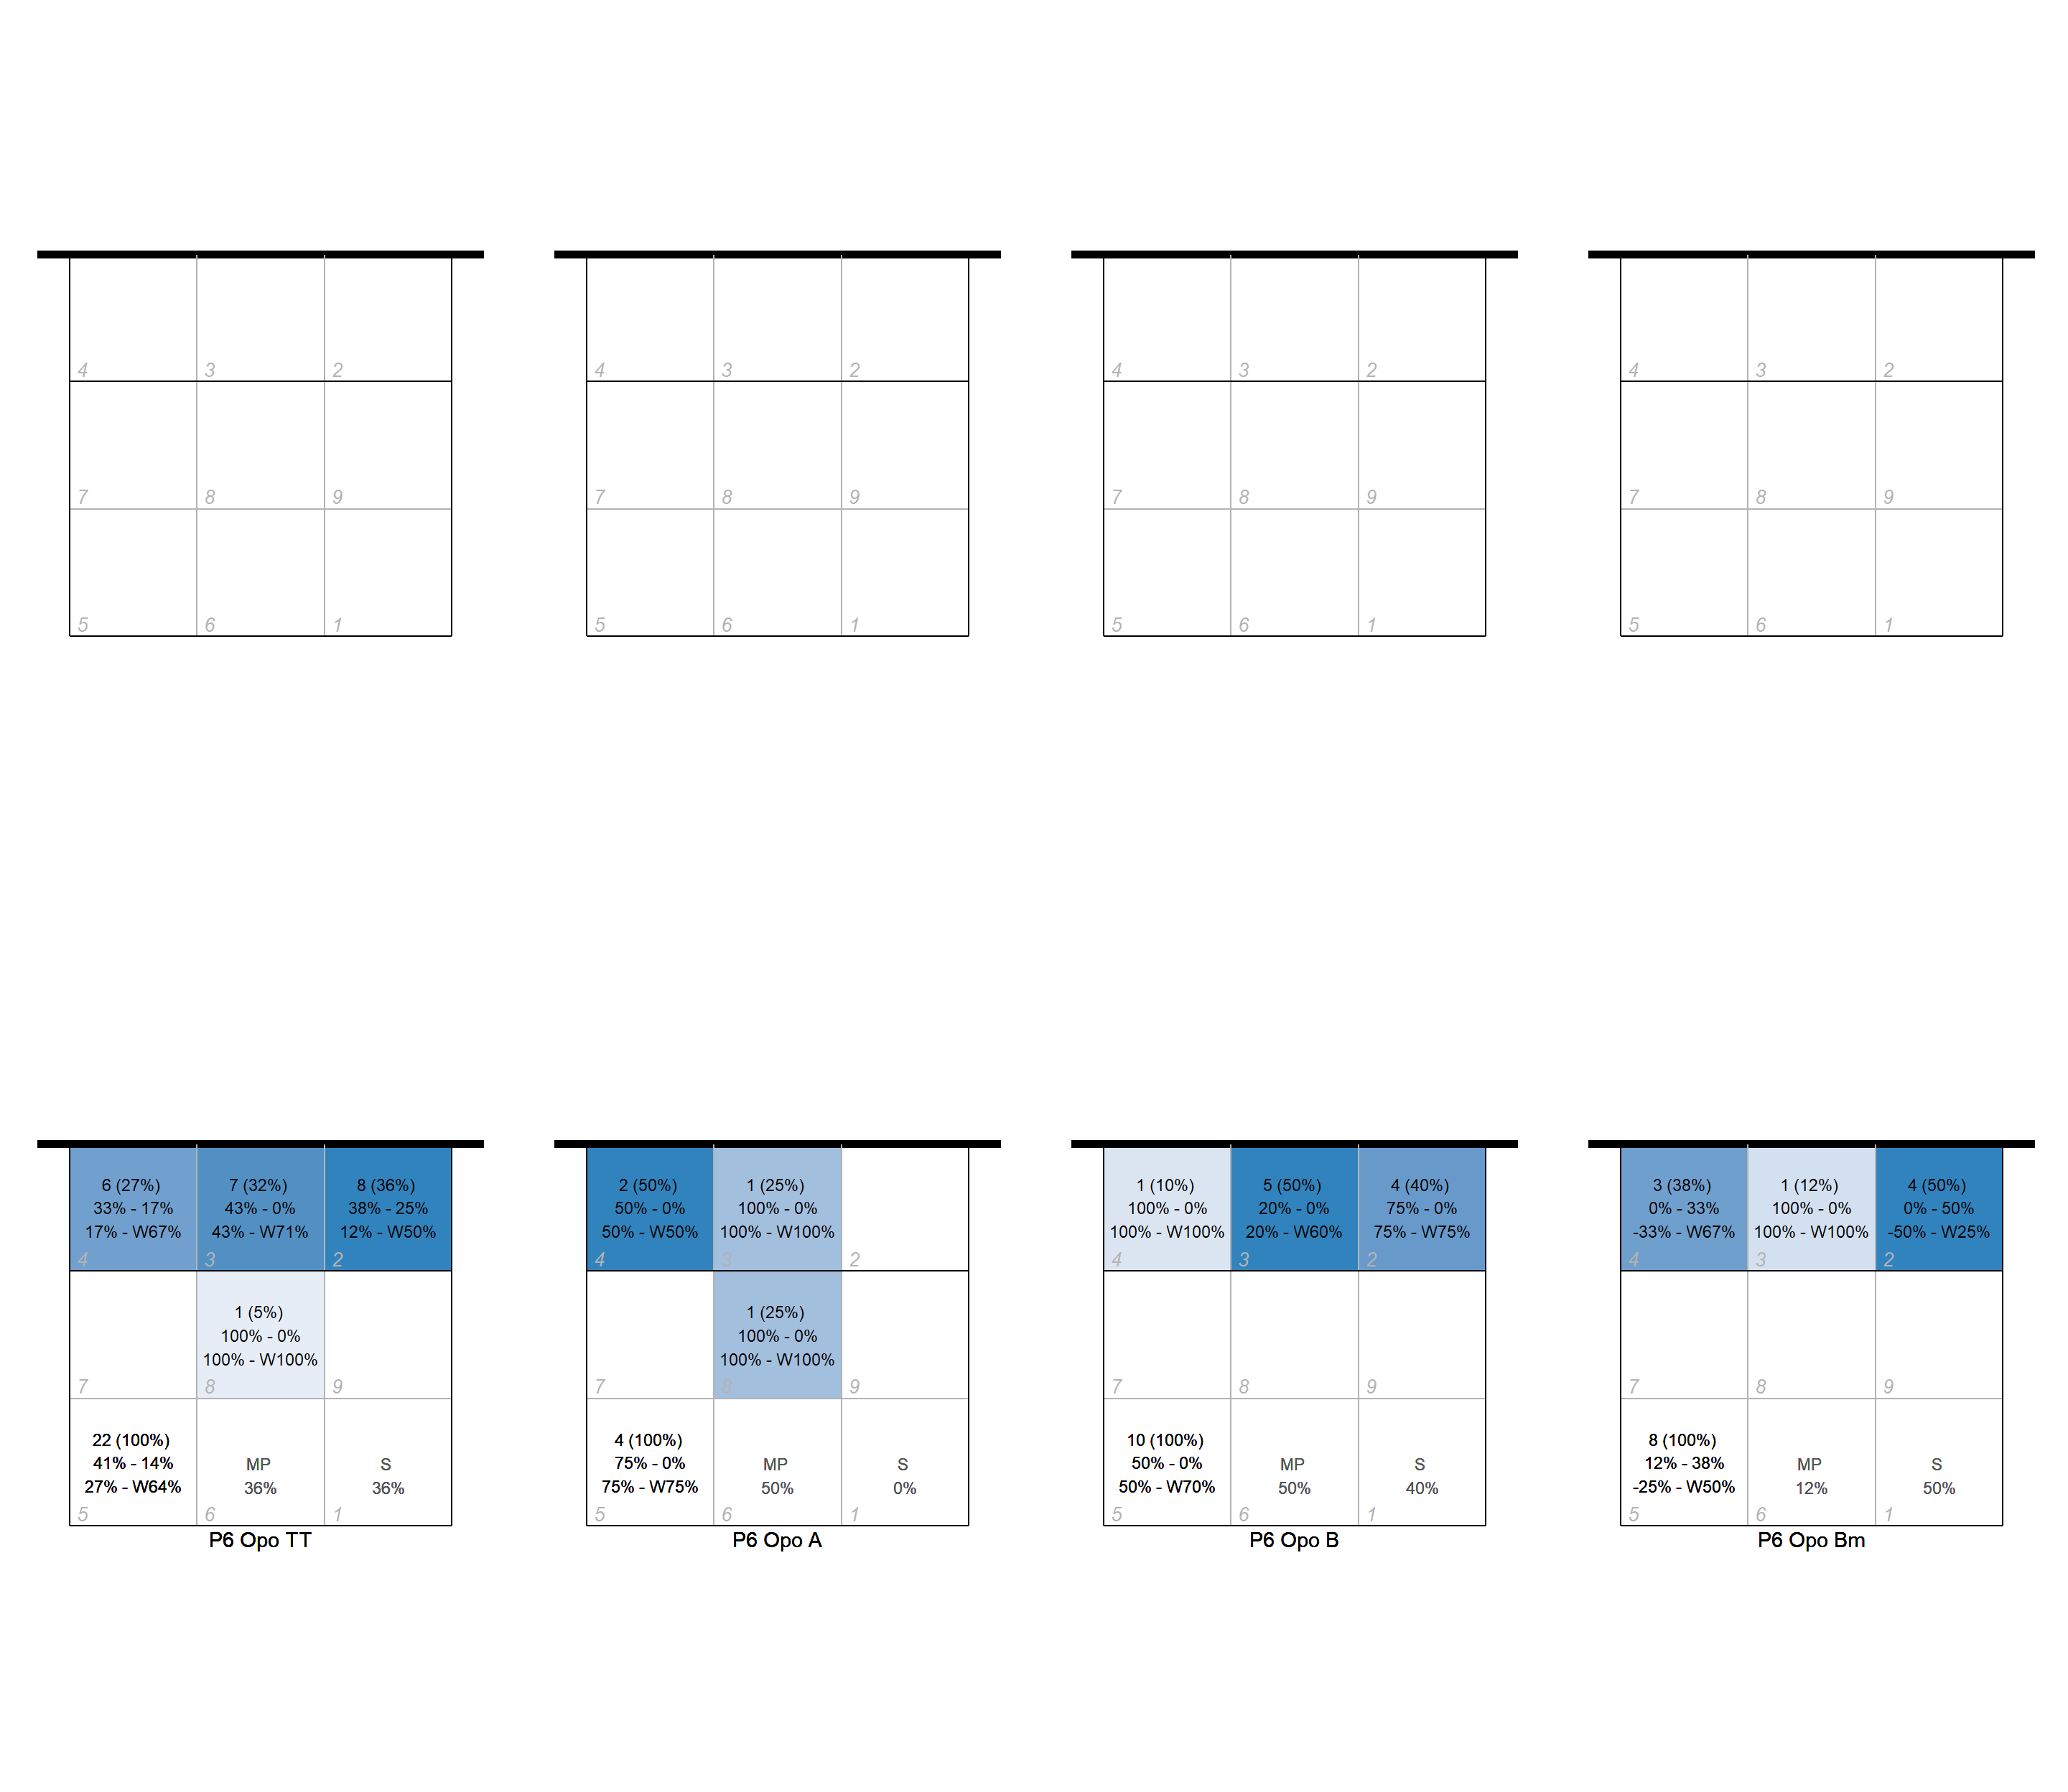 4 3 2
7 8 9
5 6 1
4 3 2
7 8 9
5 6 1
4 3 2
7 8 9
5 6 1
4 3 2
7 8 9
5 6 1
6 (27%)
33% - 17%
17% - W67%
4
7 (32%)
43% - 0%
43% - W71%
3
8 (36%)
38% - 25%
12% - W50%
2
7
1 (5%)
100% - 0%
100% - W100%
8
9
22 (100%)
41% - 14%
27% - W64%
5
MP
36%
6
S
36%
1
P6 Opo TT
2 (50%)
50% - 0%
50% - W50%
4
1 (25%)
100% - 0%
100% - W100%
3
2
7
1 (25%)
100% - 0%
100% - W100%
8
9
4 (100%)
75% - 0%
75% - W75%
5
MP
50%
6
S
0%
1
P6 Opo A
1 (10%)
100% - 0%
100% - W100%
4
5 (50%)
20% - 0%
20% - W60%
3
4 (40%)
75% - 0%
75% - W75%
2
7
8
9
10 (100%)
50% - 0%
50% - W70%
5
MP
50%
6
S
40%
1
P6 Opo B
3 (38%)
0% - 33%
-33% - W67%
4
1 (12%)
100% - 0%
100% - W100%
3
4 (50%)
0% - 50%
-50% - W25%
2
7
8
9
8 (100%)
12% - 38%
-25% - W50%
5
MP
12%
6
S
50%
1
P6 Opo Bm